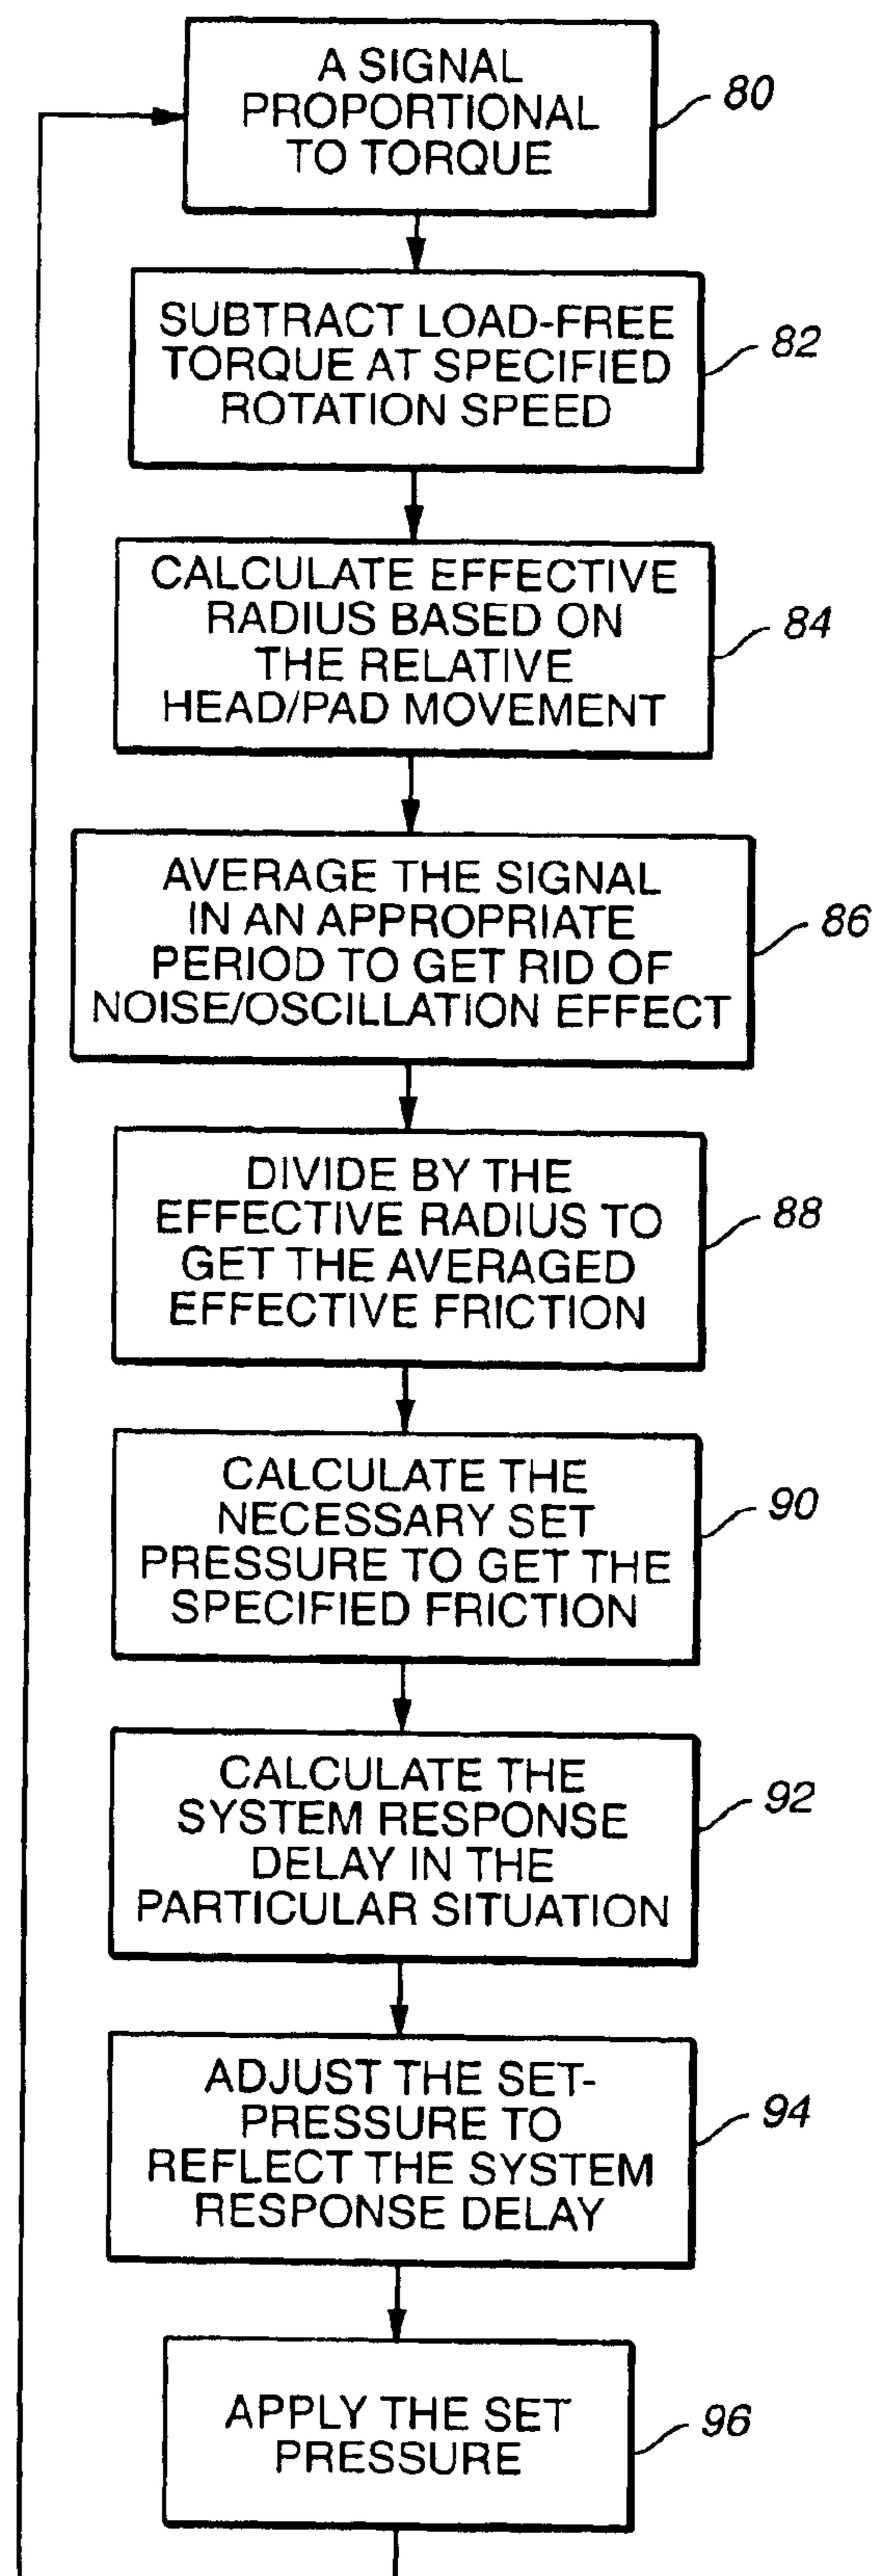 A SIGNAL
PROPORTIONAL
TO TORQUE
80
SUBTRACT LOAD-FREE
TORQUE AT SPECIFIED
ROTATION SPEED
82
CALCULATE EFFECTIVE
RADIUS BASED ON
THE RELATIVE
HEAD/PAD MOVEMENT
84
AVERAGE THE SIGNAL
IN AN APPROPRIATE
PERIOD TO GET RID OF
NOISE/OSCILLATION EFFECT
86
DIVIDE BY THE
EFFECTIVE RADIUS TO
GET THE AVERAGED
EFFECTIVE FRICTION
88
CALCULATE THE
NECESSARY SET
PRESSURE TO GET THE
SPECIFIED FRICTION
90
CALCULATE THE
SYSTEM RESPONSE
DELAY IN THE
PARTICULAR SITUATION
92
ADJUST THE SET-
PRESSURE TO
REFLECT THE SYSTEM
RESPONSE DELAY
94
APPLY THE SET
PRESSURE
96